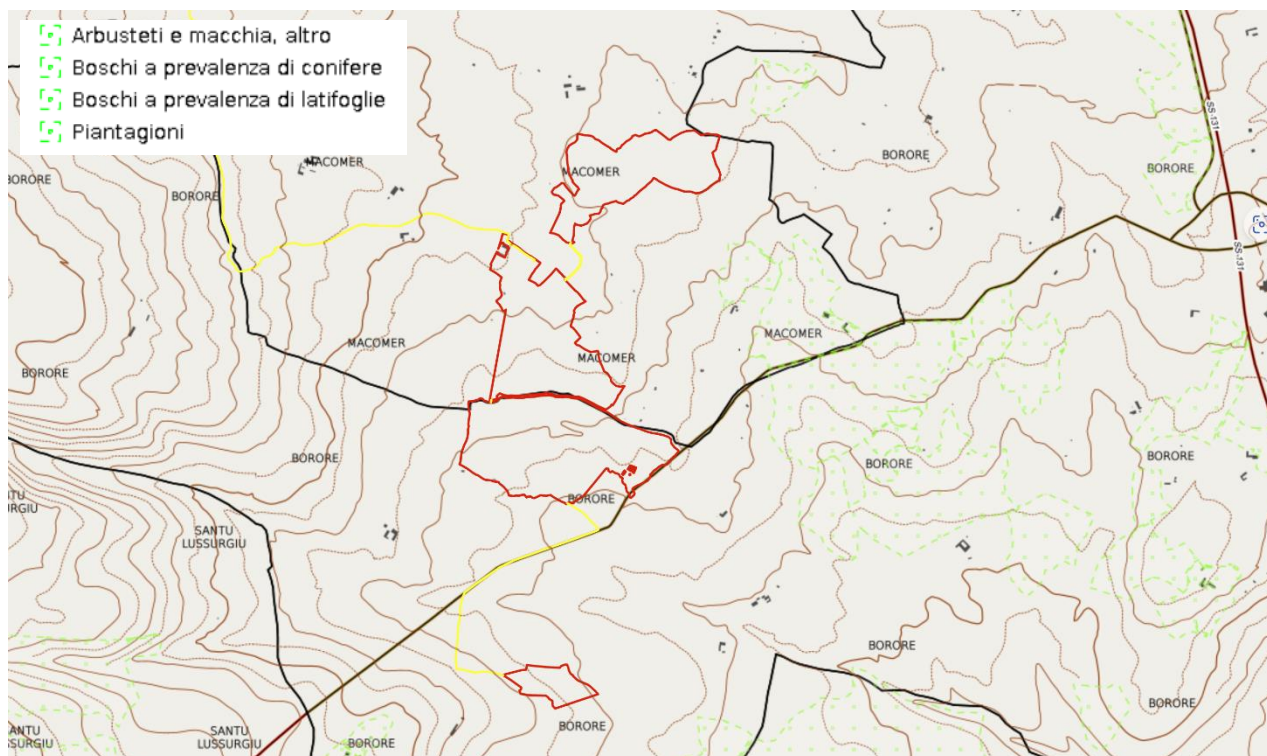 Arbusteti e macchia, altro
Boschi a prevalenza di conifere
Boschi a prevalenza di latifoglie
Piantagioni
SS-131
MACOMER
BORORE
BORORE
MACOMER
BORORE
BORORE
BORORE
SS-131
MACOMER
MACOMER
MACOMER
BORORE
BORORE
BORORE
BORORE
BORORE
SANTU
LUSSURGIU
BORORE
BORORE
BORORE
SANTU
LUSSURGIU
BORORE